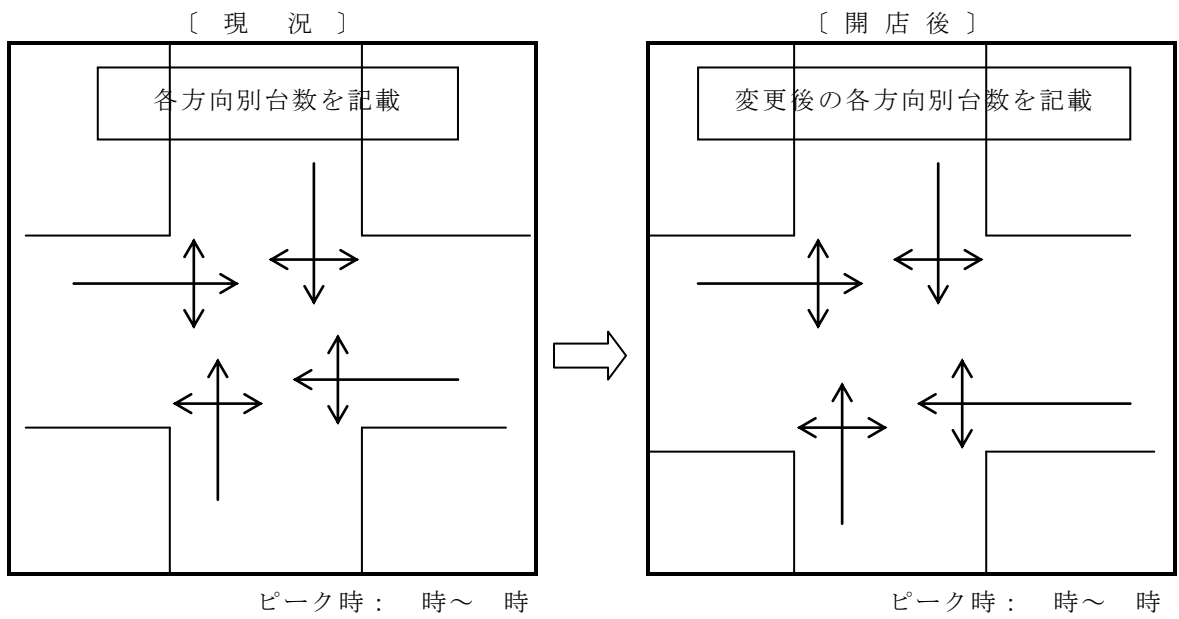 〔　現　　況　〕
各方向別台数を記載
ピーク時：　時～　時
〔 開 店 後 〕
変更後の各方向別台数を記載
ピーク時：　時～　時